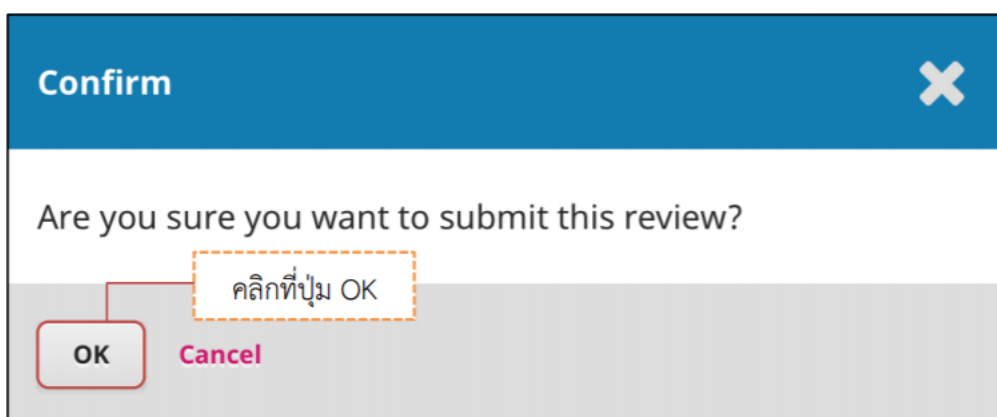 Confirm
Are you sure you want to submit this review?
คลิกที่ปุ่ม OK
OK Cancel